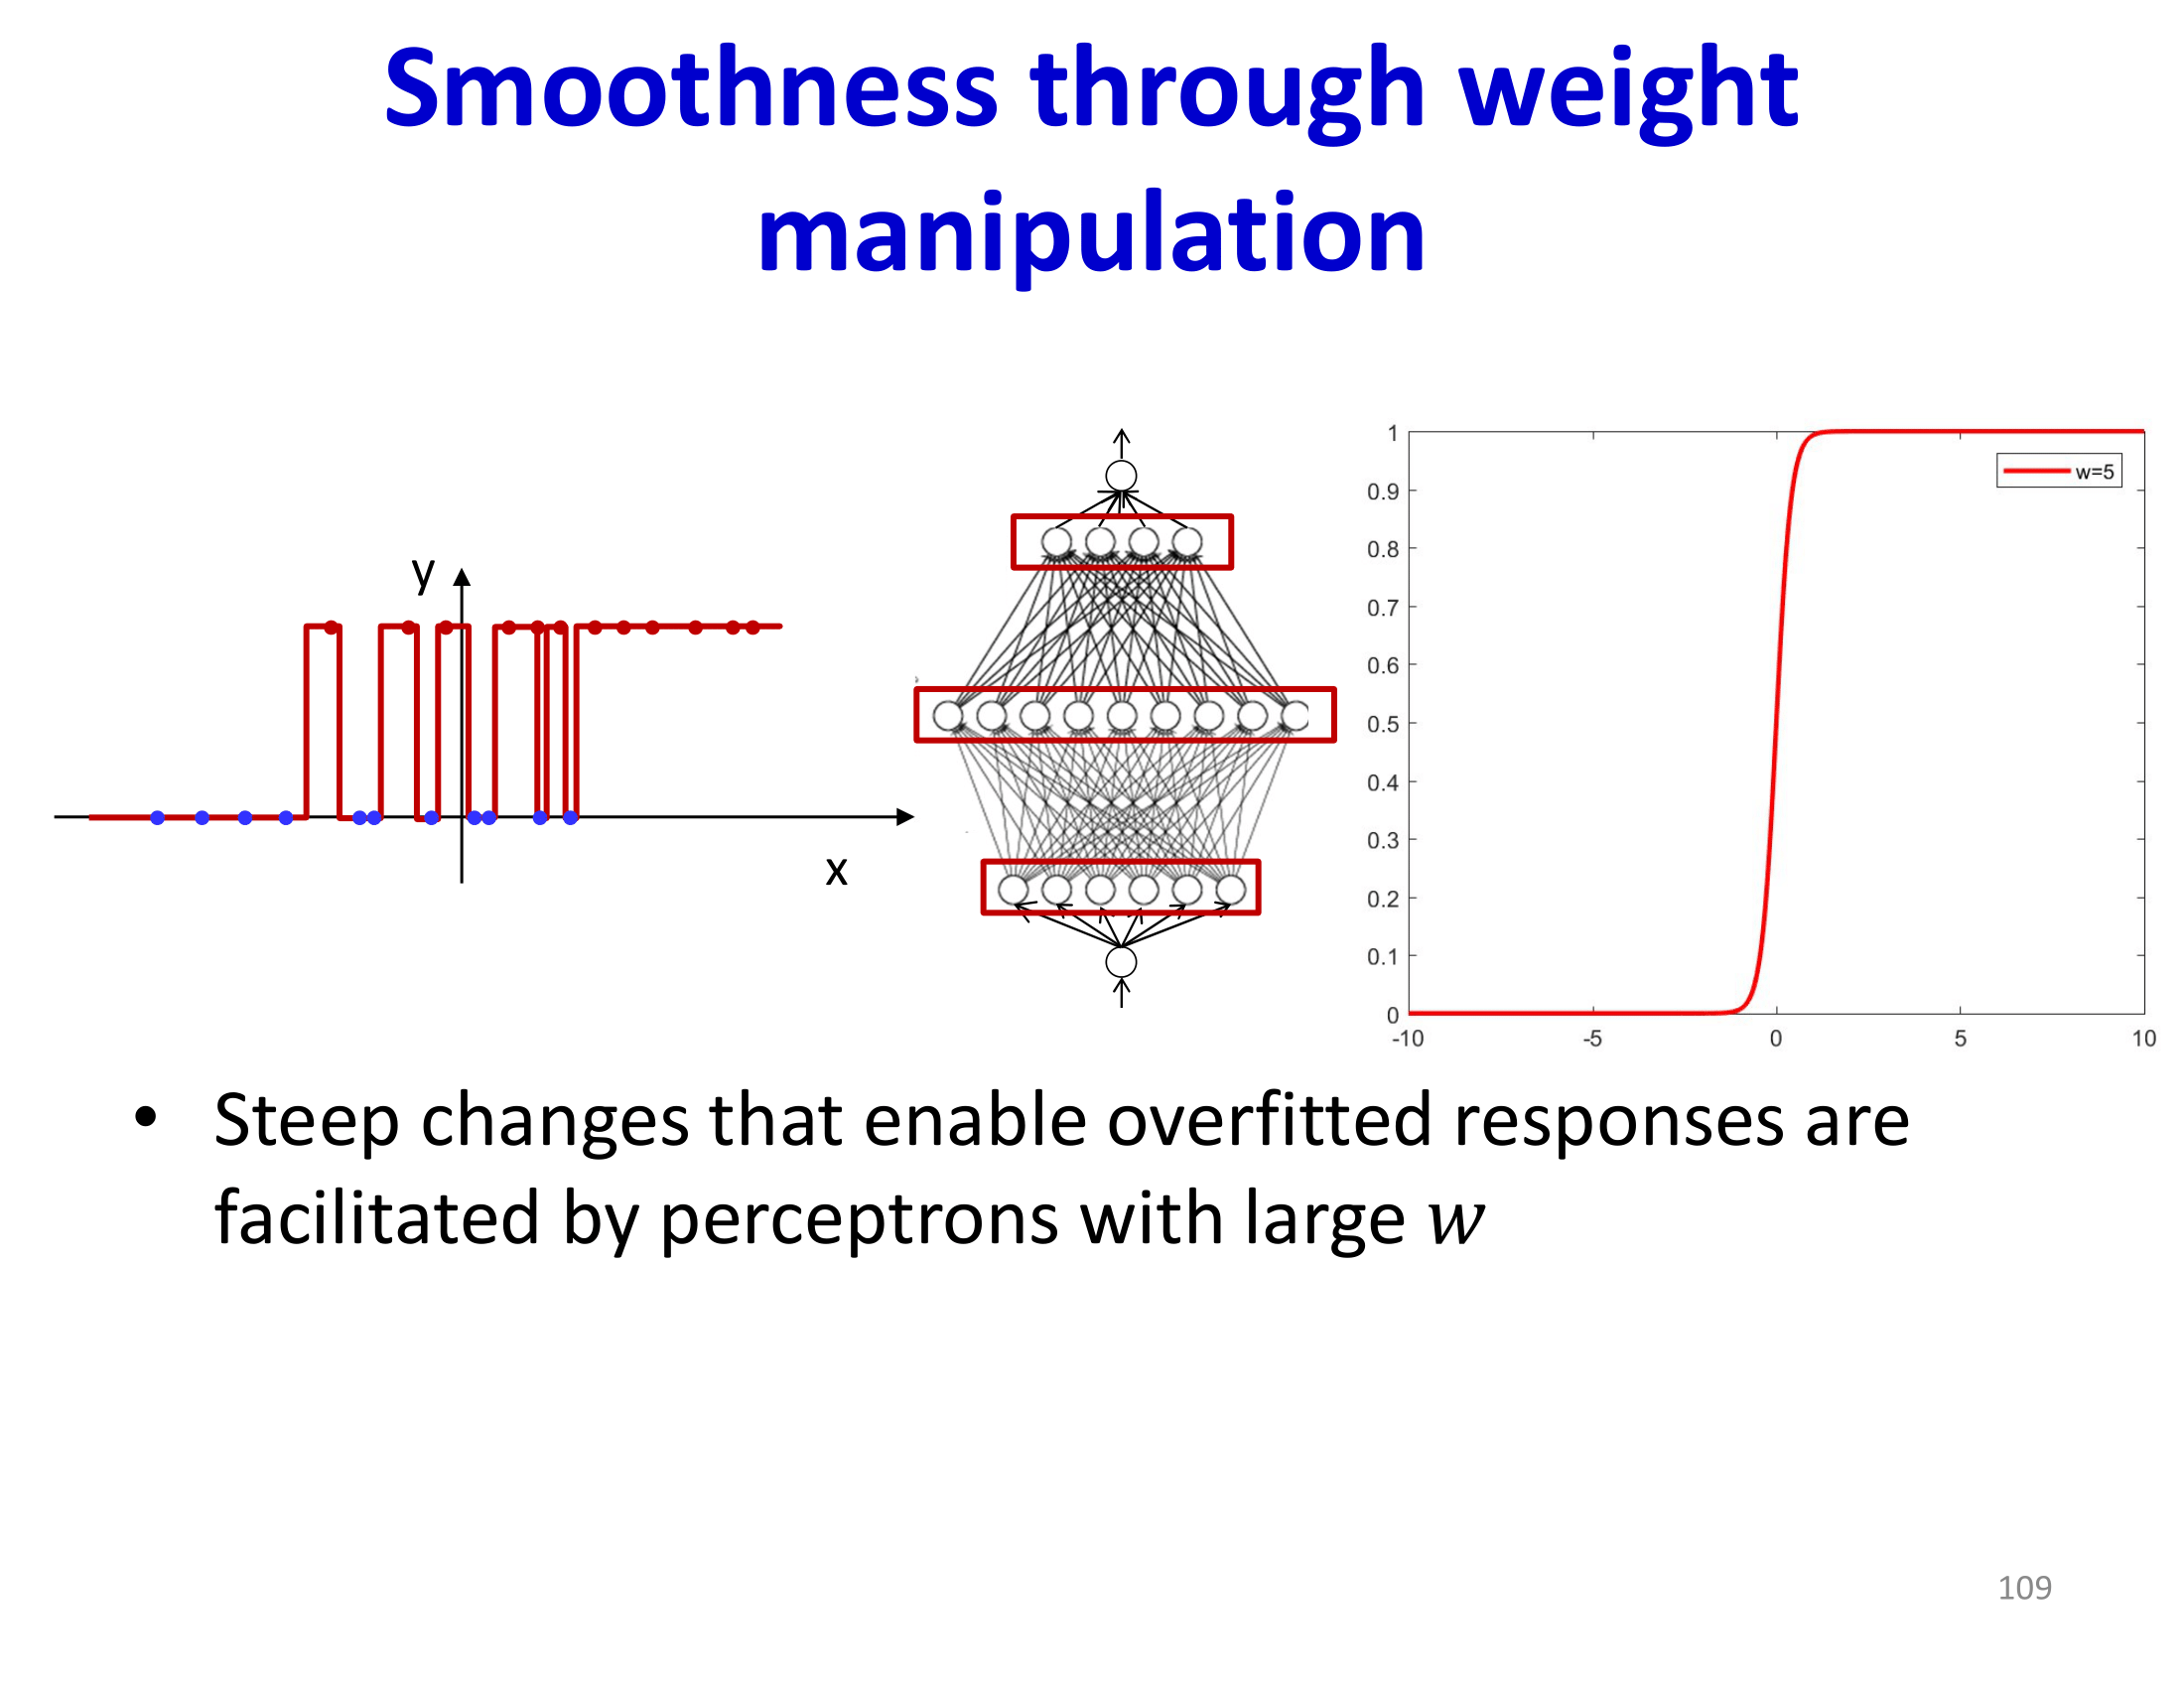 Smoothness through weight
manipulation
y
x
1
0.9
0.8
0.7
0.6
0.5
0.4
0.3
0.2
0.1
0
-10
-5
0
5
10
w=5
• Steep changes that enable overfitted responses are
facilitated by perceptrons with large w
109